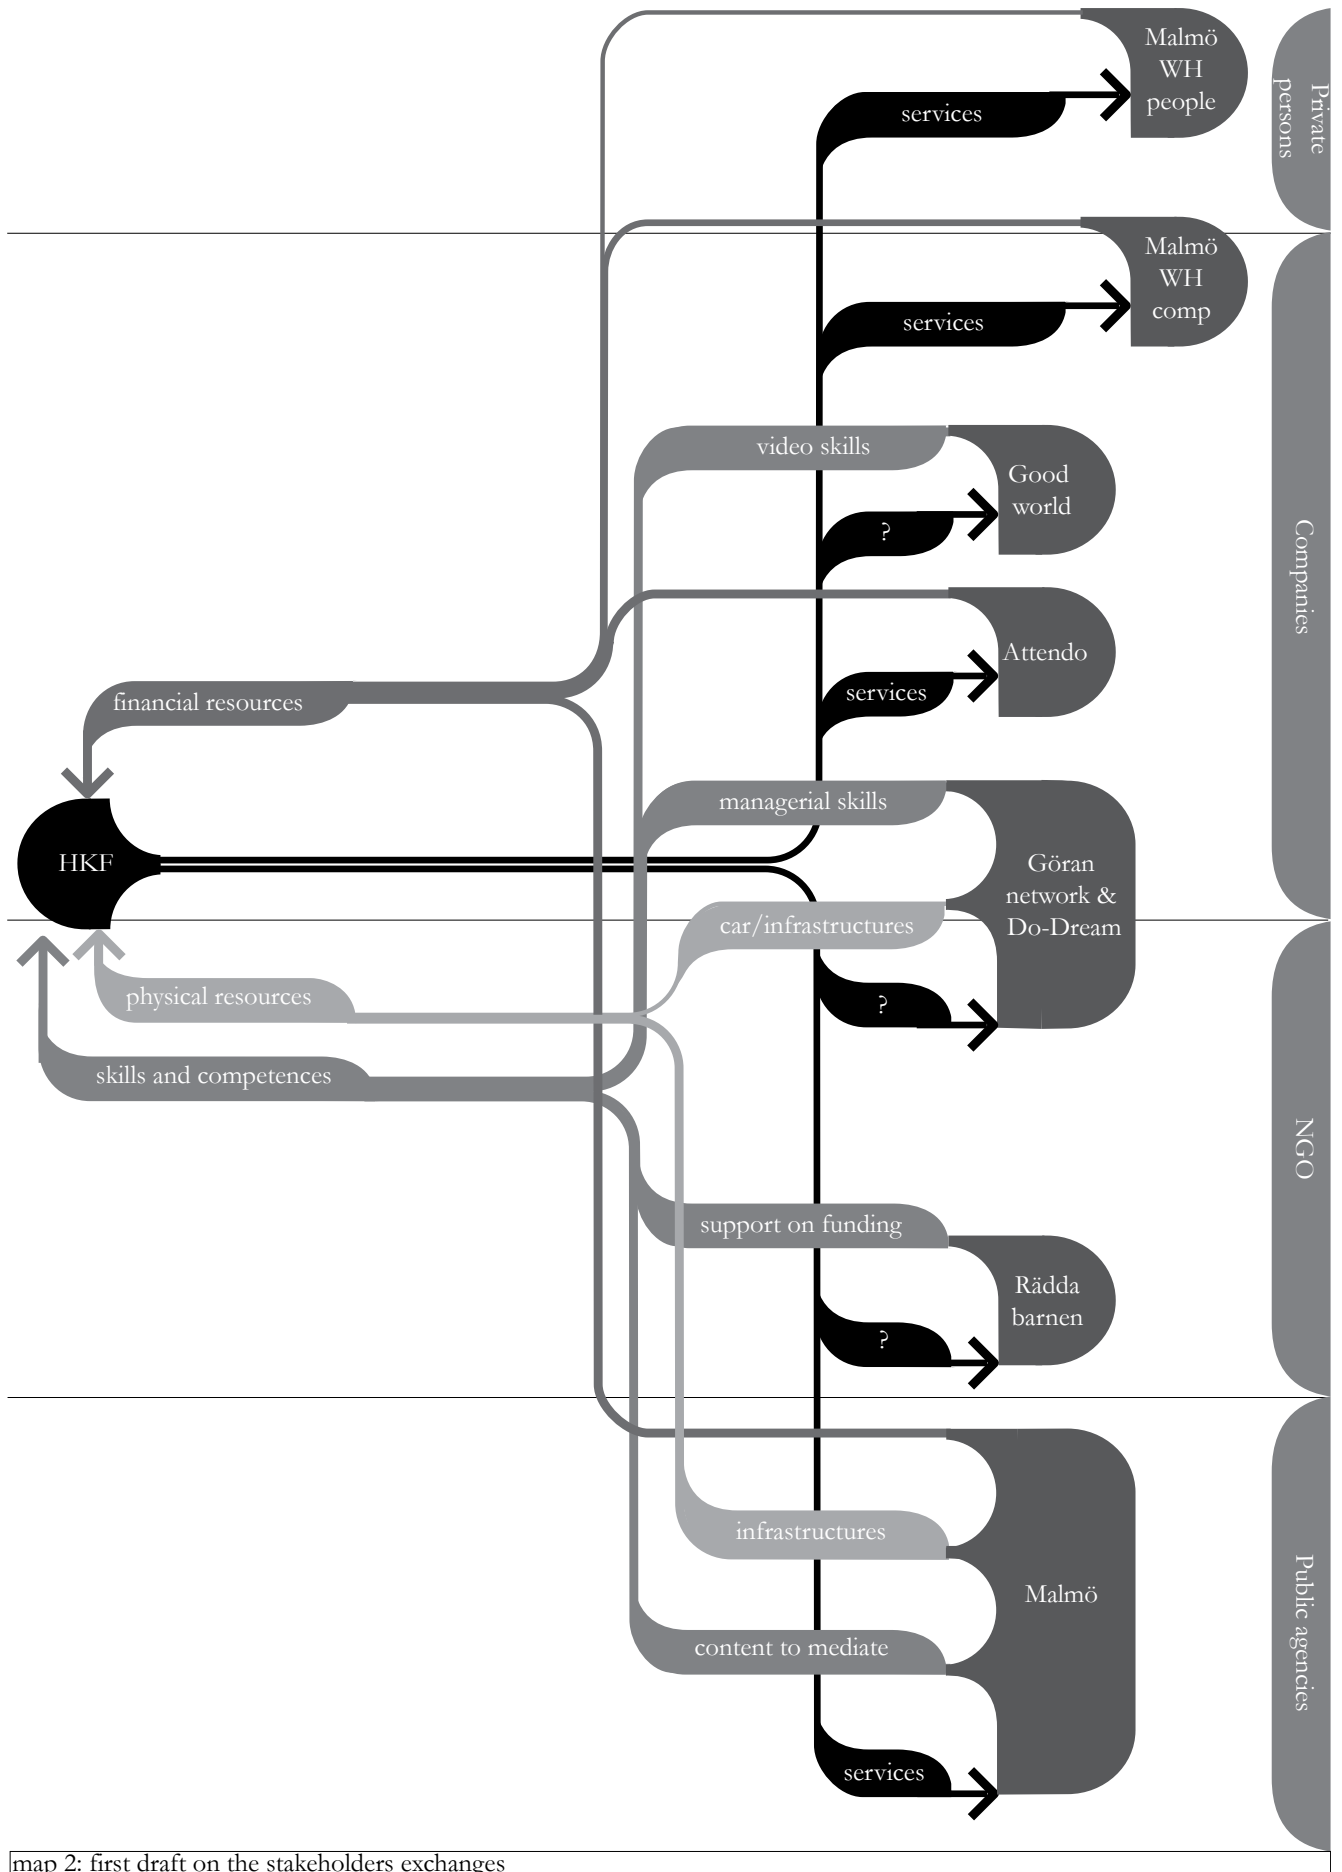 Malmö
WH
people
Private
persons
services
Malmö
WH
comp
services
video skills
Good
world
?
Companies
Attendo
services
financial resources
managerial skills
HKF
Göran
network &
Do-Dream
car/infrastructures
physical resources
?
skills and competences
NGO
support on funding
Rädda
barnen
?
infrastructures
Malmö
content to mediate
Public agencies
services
map 2: first draft on the stakeholders exchanges